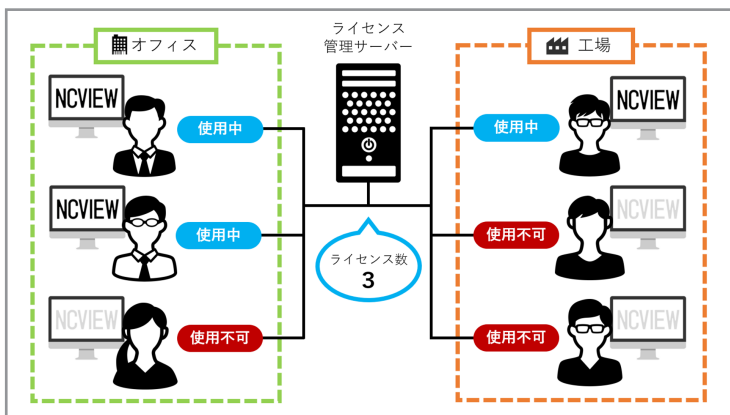 オフィス
NCVIEW
使用中
NCVIEW
使用中
NCVIEW
使用不可
ライセンス
管理サーバー
ライセンス数
3
工場
使用中
NCVIEW
使用不可
NCVIEW
使用不可
NCVIEW